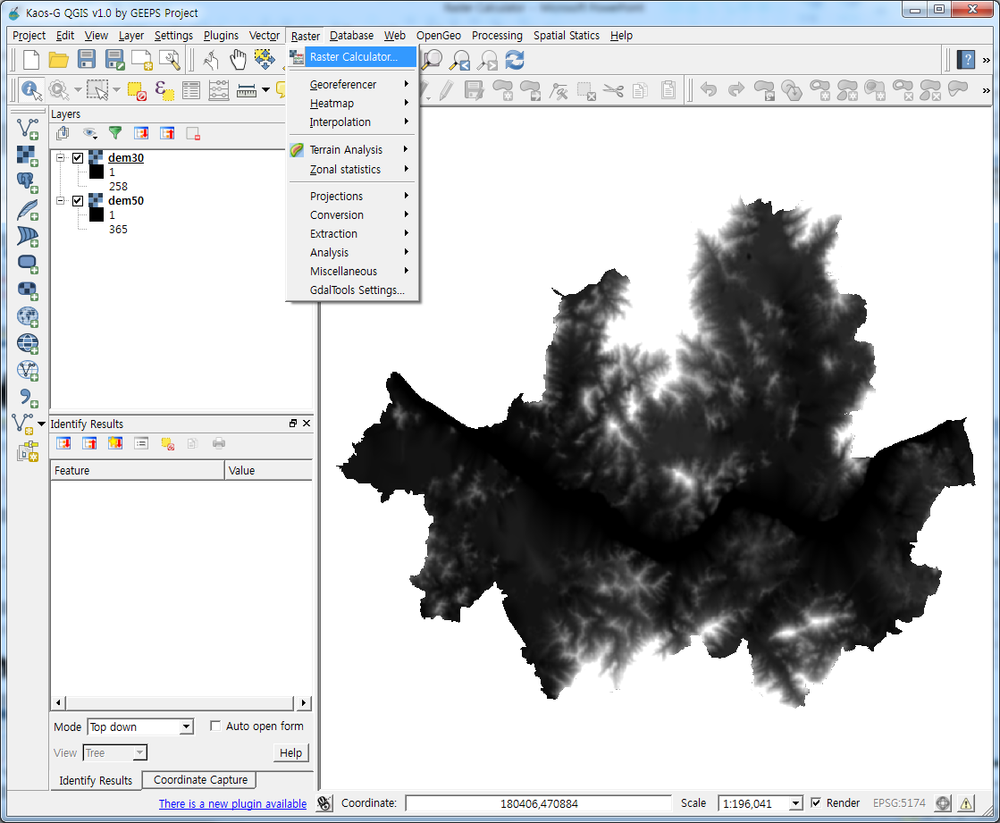 Kaos-G QGIS v1.0 by GEEPS Project
Raster Calculator - Microsoft PowerPoint
Project Edit View Layer Settings Plugins Vector Raster Database Web OpenGeo Processing Spatial Statics Help
Raster Calculator...
Georeferencer
Heatmap
Interpolation
Terrain Analysis
Zonal statistics
Projections
Conversion
Extraction
Analysis
Miscellaneous
GdalTools Settings...
Layers
dem30
1
258
dem50
1
365
Identify Results
Feature Value
Mode Top down Auto open form
View Tree Help
Identify Results Coordinate Capture
There is a new plugin available Coordinate: 180406,470884 Scale 1:196,041 Render EPSG:5174